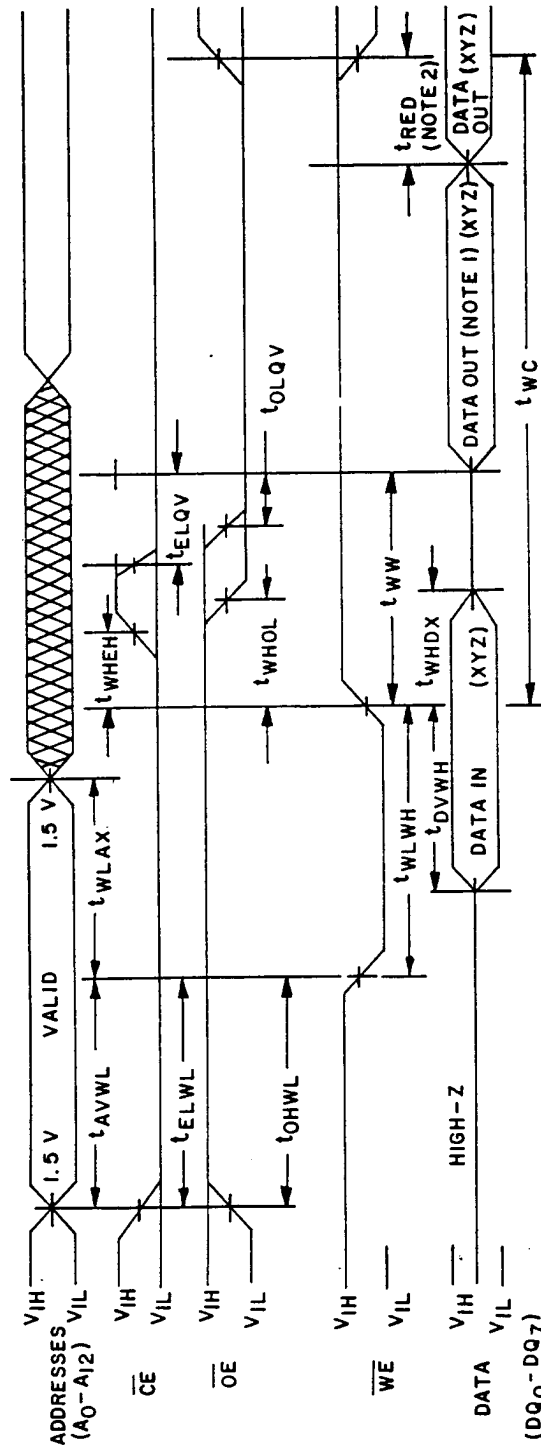 ADDRESSES
(A0-A12)
VIH
VIL
1.5 V
VALID
1.5 V
tAVWL
tWLAX
CE
VIH
VIL
tELWL
tWHEH
tELQV
OE
VIH
VIL
tOHWL
tWHOL
tOLQV
WE
VIH
VIL
tWLWH
tWW
tRED
(NOTE 2)
tDVWH
tWHDX
DATA
(DQ0-DQ7)
VIH
VIL
HIGH-Z
DATA IN
(XYZ)
DATA OUT (NOTE 1) (XYZ)
DATA
OUT
(XYZ)
tWC